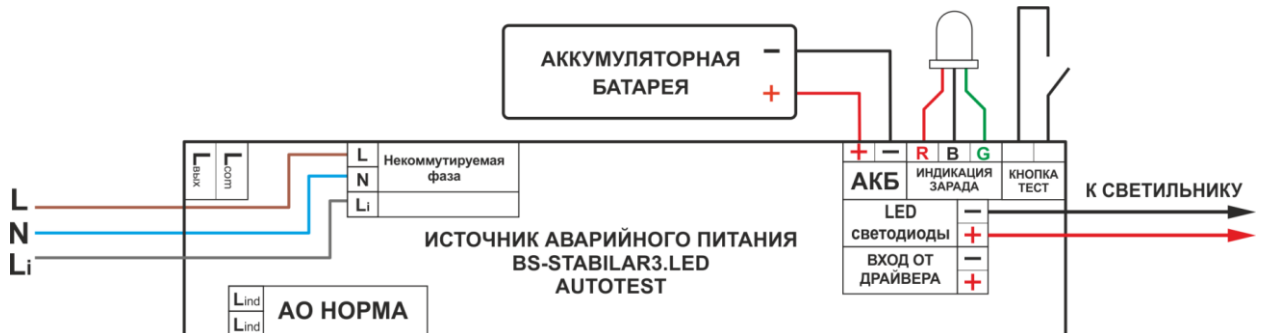 АККУМУЛЯТОРНАЯ −
БАТАРЕЯ +
Lвых
Lcom
L Некоммутируемая
фаза
N
Li
+ − R B G
АКБ
ИНДИКАЦИЯ
ЗАРАДА
КНОПКА
ТЕСТ
К СВЕТИЛЬНИКУ
LED −
светодиоды +
ВХОД ОТ −
ДРАЙВЕРА +
L
N
Li
ИСТОЧНИК АВАРИЙНОГО ПИТАНИЯ
BS-STABILAR3.LED
AUTOTEST
Lind
Lind
АО НОРМА